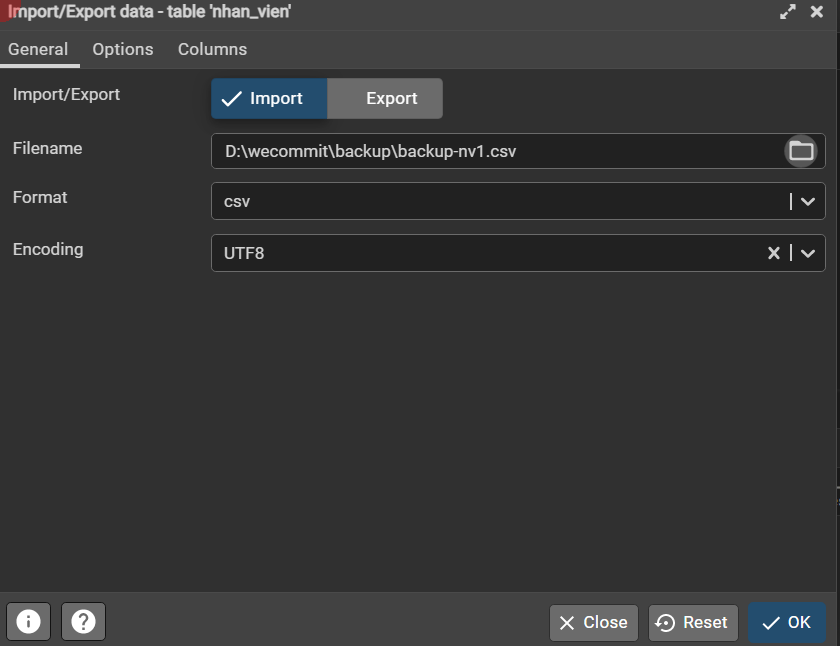 Import/Export data - table 'nhan_vien'
General Options Columns
Import/Export Import Export
Filename D:\wecommit\backup\backup-nv1.csv
Format csv
Encoding UTF8
Close Reset OK